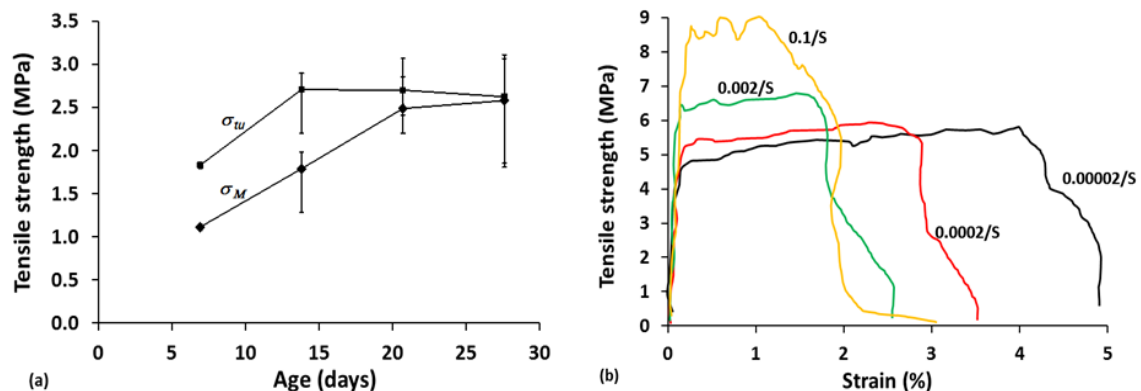 3.5
3.0
2.5
2.0
1.5
1.0
0.5
0.0
Tensile strength (MPa)
σtu
σM
0 5 10 15 20 25 30
Age (days)
(a)
9
8
7
6
5
4
3
2
1
0
Tensile strength (MPa)
0.1/S
0.002/S
0.00002/S
0.0002/S
0 1 2 3 4 5
Strain (%)
(b)